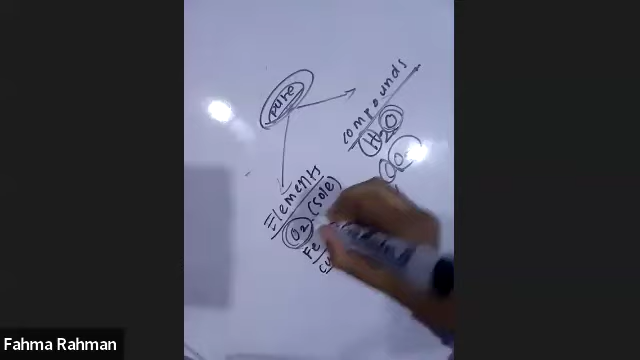 pure
compounds
H2O
Elements
(sole)
O2
Fe
Fahma Rahman